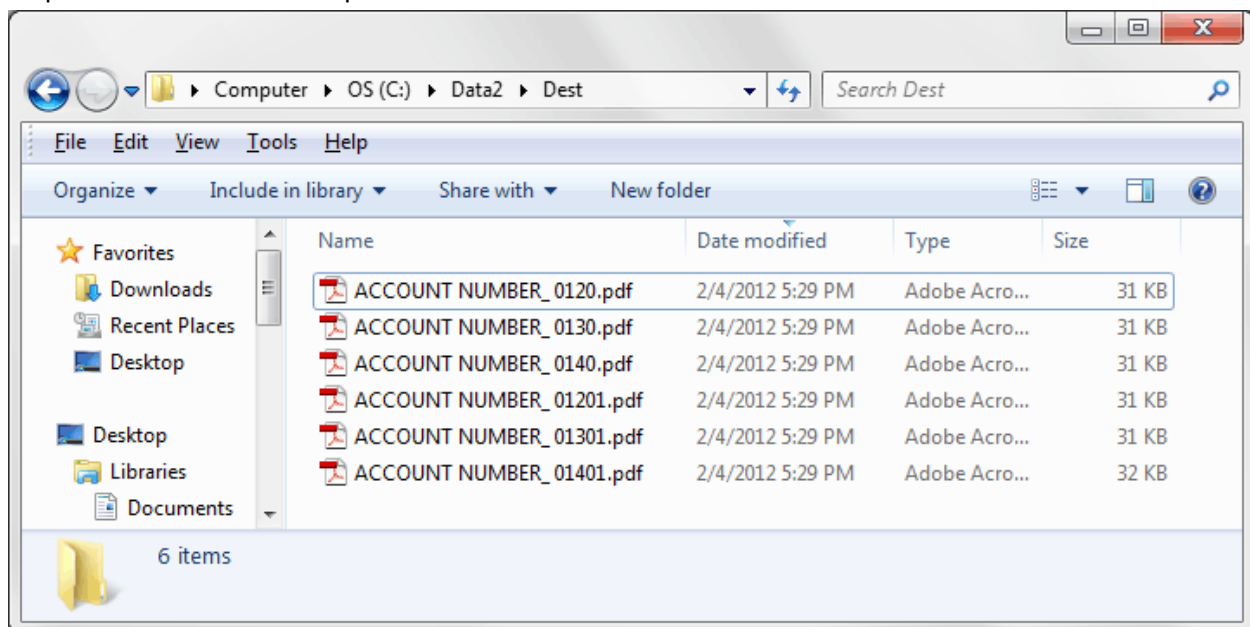 Computer ▸ OS (C:) ▸ Data2 ▸ Dest Search Dest
File Edit View Tools Help
Organize Include in library Share with New folder
Name Date modified Type Size
Favorites
Downloads ACCOUNT NUMBER_ 0120.pdf 2/4/2012 5:29 PM Adobe Acro... 31 KB
Recent Places ACCOUNT NUMBER_ 0130.pdf 2/4/2012 5:29 PM Adobe Acro... 31 KB
Desktop ACCOUNT NUMBER_ 0140.pdf 2/4/2012 5:29 PM Adobe Acro... 31 KB
ACCOUNT NUMBER_ 01201.pdf 2/4/2012 5:29 PM Adobe Acro... 31 KB
Desktop ACCOUNT NUMBER_ 01301.pdf 2/4/2012 5:29 PM Adobe Acro... 31 KB
Libraries ACCOUNT NUMBER_ 01401.pdf 2/4/2012 5:29 PM Adobe Acro... 32 KB
Documents
6 items